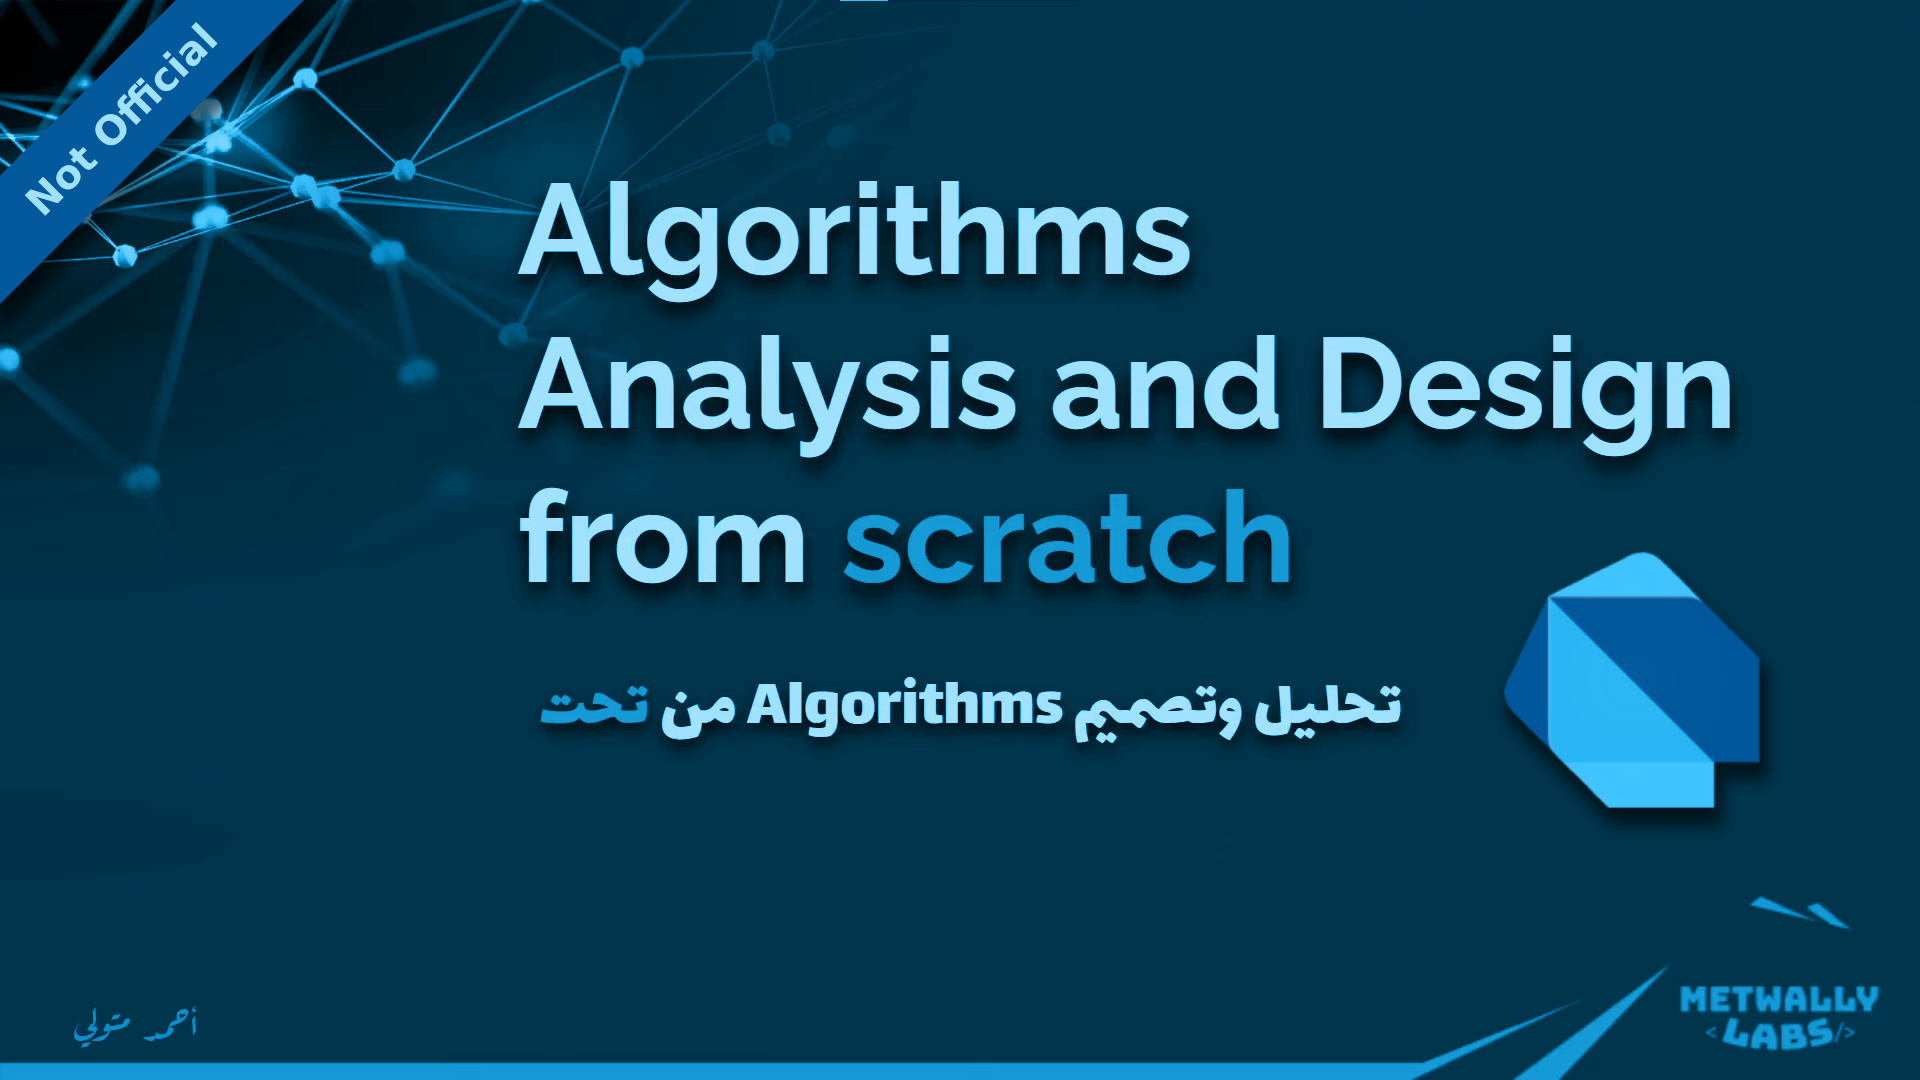 Not Official
Algorithms
Analysis and Design
from scratch
تحليل وتصميم Algorithms من تحت
أحمد متولي
METWALLY
<LABS/>